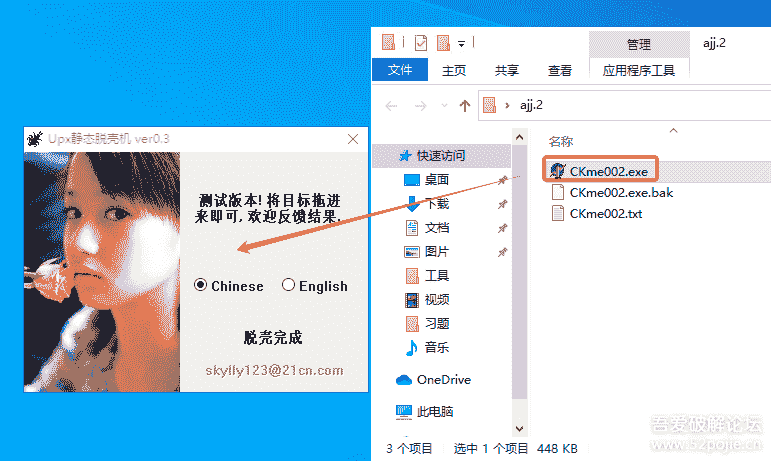 Upx静态脱壳机 ver0.3
测试版本! 将目标拖进
来即可, 欢迎反馈结果.
Chinese
English
脱壳完成
skylly123@21cn.com
管理
ajj.2
文件
主页
共享
查看
应用程序工具
ajj.2
快速访问
桌面
下载
文档
图片
工具
视频
习题
音乐
OneDrive
此电脑
名称
CKme002.exe
CKme002.exe.bak
CKme002.txt
3 个项目
选中 1 个项目 448 KB
吾爱破解论坛
www.52pojie.cn